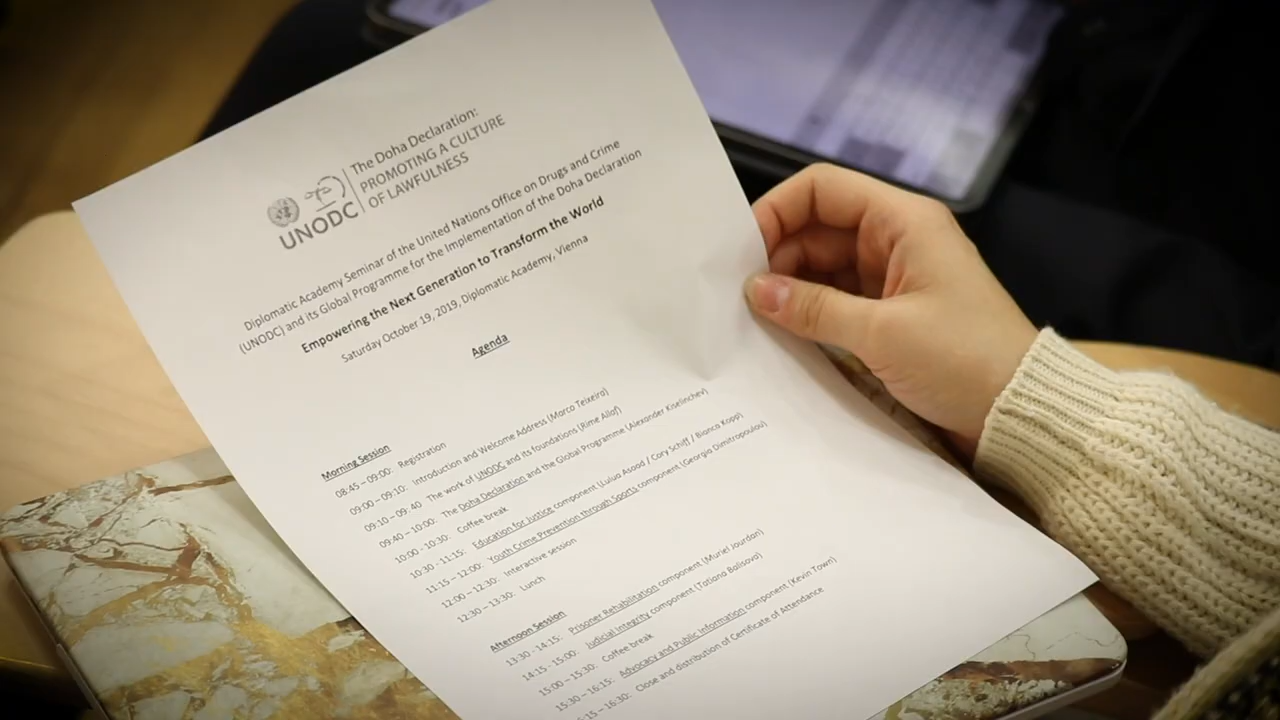 The Doha Declaration:
PROMOTING A CULTURE
OF LAWFULNESS
UNODC
Diplomatic Academy Seminar of the United Nations Office on Drugs and Crime
(UNODC) and its Global Programme for the Implementation of the Doha Declaration
Empowering the Next Generation to Transform the World
Saturday October 19, 2019, Diplomatic Academy, Vienna
Agenda
Morning Session
08:45 – 09:00: Registration
09:00 – 09:10: Introduction and Welcome Address (Marco Teixeiro)
09:10 – 09: 40 The work of UNODC and its foundations (Rime Allaf)
09:40 – 10:00: The Doha Declaration and the Global Programme (Alexander Kiselinchev)
10:00 - 10:30: Coffee break
10:30 - 11:15: Education for Justice component (Lulua Asaad / Cory Schiff / Bianca Kopp)
11:15 – 12:00: Youth Crime Prevention through Sports component (Georgia Dimitropoulou)
12:00 – 12:30: Interactive session
12:30 – 13:30: Lunch
Afternoon Session
13:30 - 14:15: Prisoner Rehabilitation component (Muriel Jourdan)
14:15 - 15:00: Judicial Integrity component (Tatiana Balisova)
15:00 – 15:30: Coffee break
15:30 – 16:15: Advocacy and Public Information component (Kevin Town)
16:30: Close and distribution of Certificate of Attendance